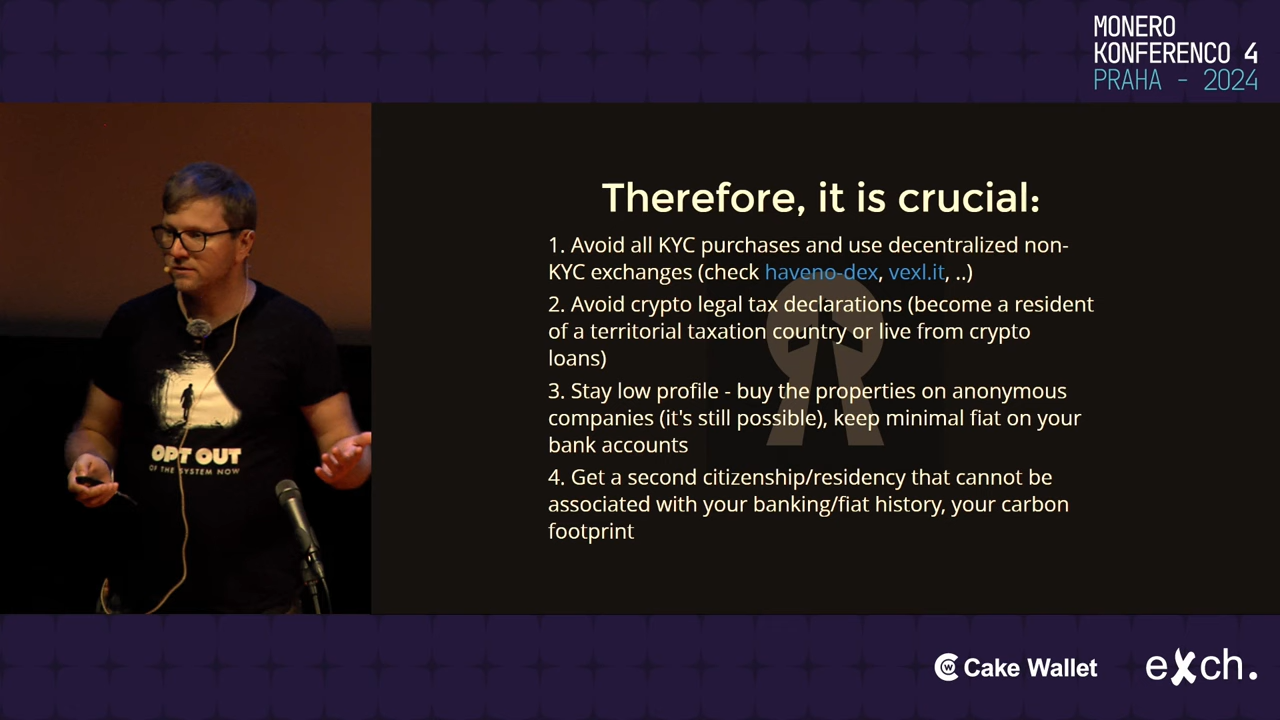 MONERO
KONFERENCO 4
PRAHA - 2024
Therefore, it is crucial:
1. Avoid all KYC purchases and use decentralized non-
KYC exchanges (check haveno-dex, vexl.it, ..)
2. Avoid crypto legal tax declarations (become a resident
of a territorial taxation country or live from crypto
loans)
3. Stay low profile - buy the properties on anonymous
companies (it's still possible), keep minimal fiat on your
bank accounts
4. Get a second citizenship/residency that cannot be
associated with your banking/fiat history, your carbon
footprint
OPT OUT
OF THE SYSTEM NOW
Cake Wallet
exch.